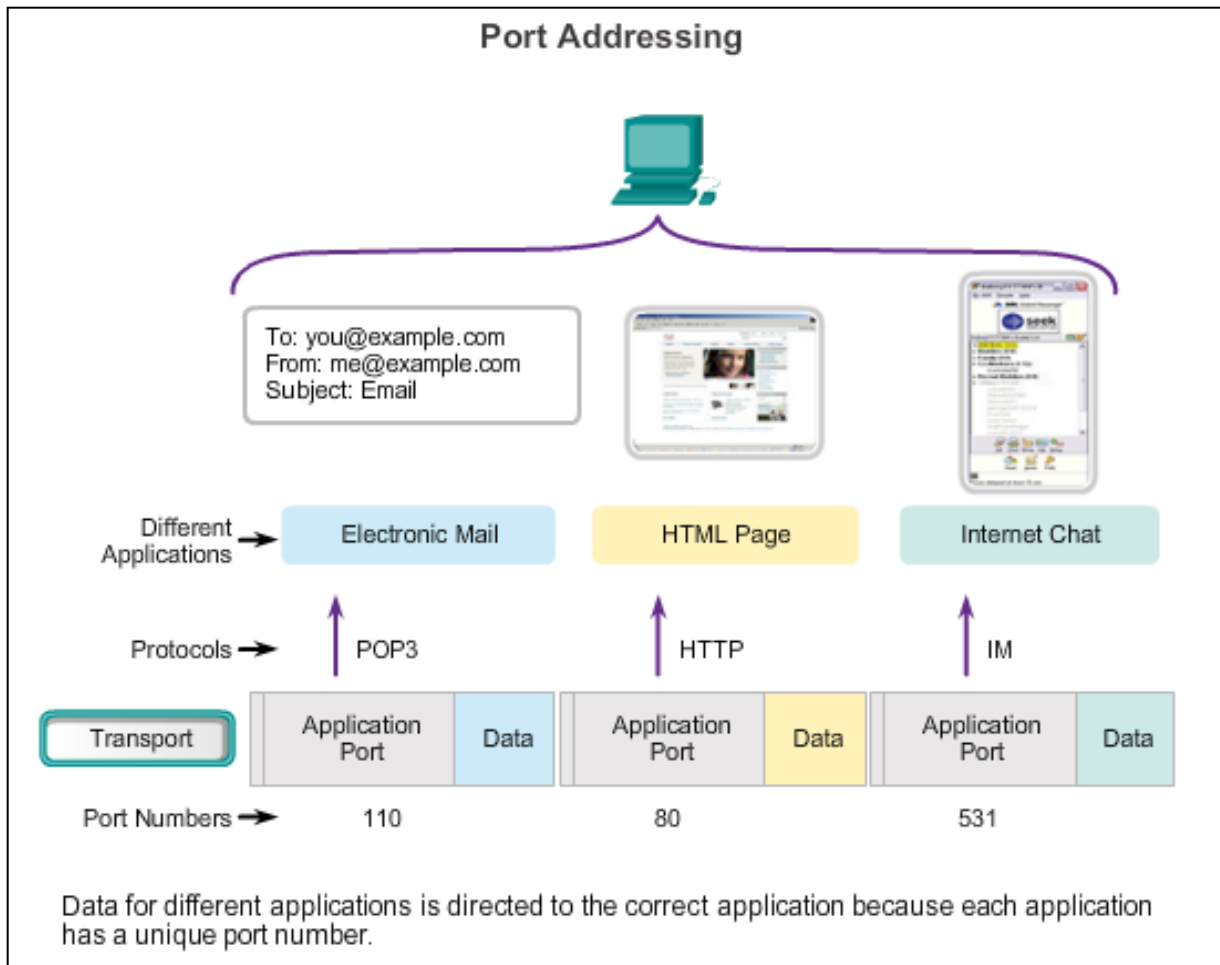 Port Addressing
To: you@example.com
From: me@example.com
Subject: Email
seek
Different
Applications
Electronic Mail
HTML Page
Internet Chat
Protocols
POP3
HTTP
IM
Transport
Application
Port
Data
Application
Port
Data
Application
Port
Data
Port Numbers
110
80
531
Data for different applications is directed to the correct application because each application
has a unique port number.